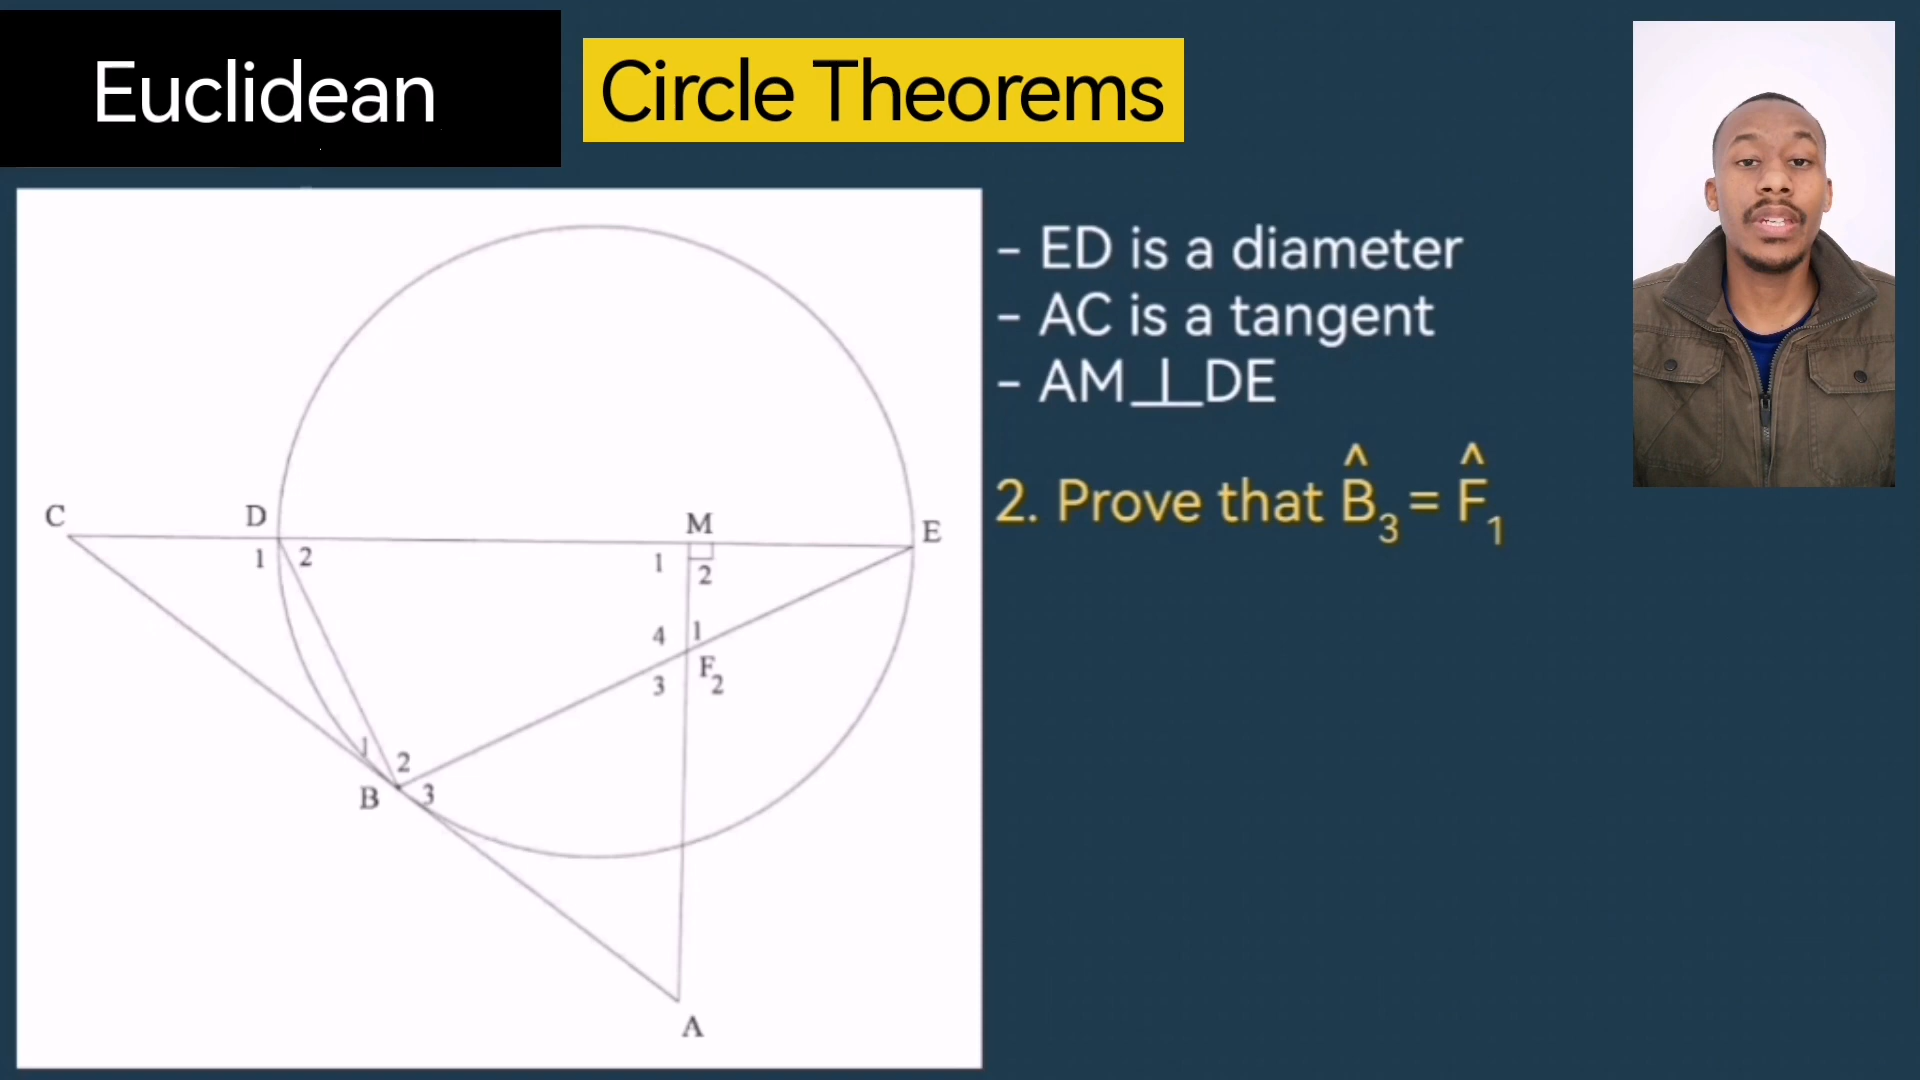 Euclidean
Circle Theorems
- ED is a diameter
- AC is a tangent
- AM⊥DE
2. Prove that B̂₃ = F̂₁
C
D
M
E
1
2
1
2
4
1
F
3
2
1
2
B
3
A